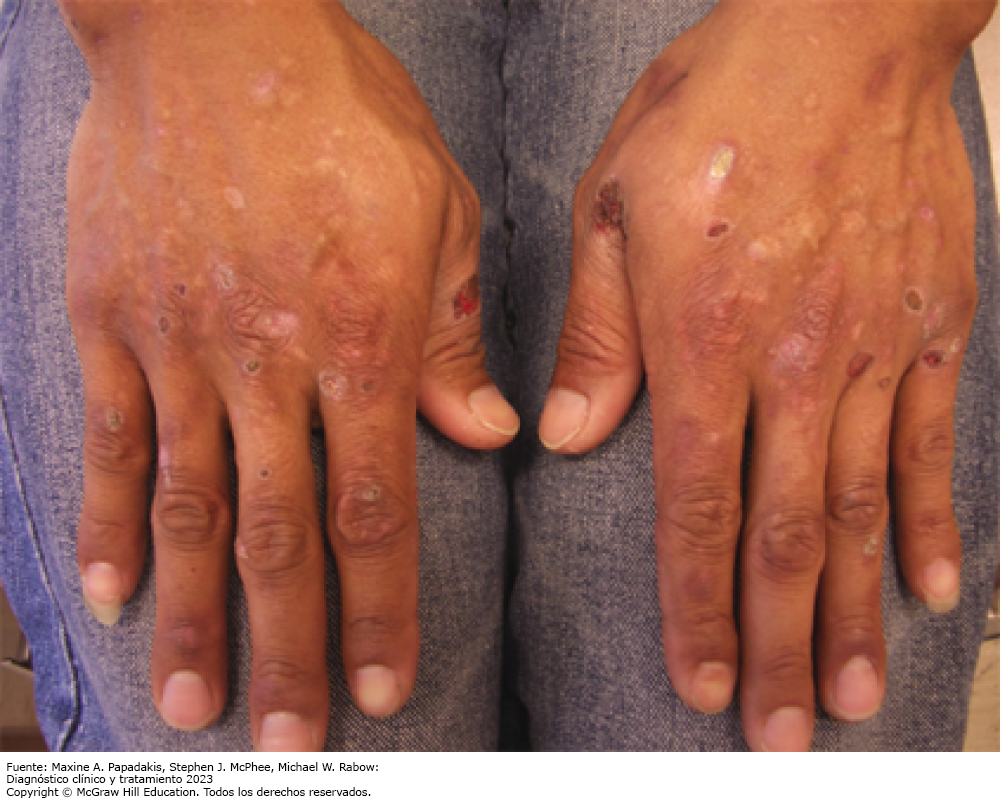 Fuente: Maxine A. Papadakis, Stephen J. McPhee, Michael W. Rabow:
Diagnóstico clínico y tratamiento 2023
Copyright © McGraw Hill Education. Todos los derechos reservados.